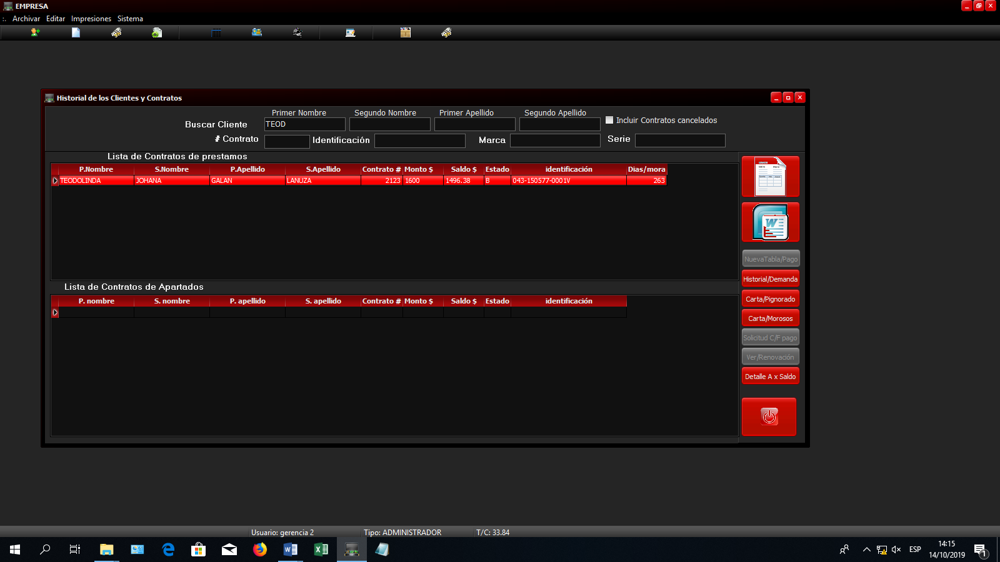 EMPRESA
:. Archivar Editar Impresiones Sistema
Historial de los Clientes y Contratos
Primer Nombre Segundo Nombre Primer Apellido Segundo Apellido
Buscar Cliente TEOD Incluir Contratos cancelados
# Contrato Identificación Marca Serie
Lista de Contratos de prestamos
P.Nombre S.Nombre P.Apellido S.Apellido Contrato # Monto $ Saldo $ Estado identificación Dias/mora
TEODOLINDA JOHANA GALAN LANUZA 2123 1600 1496.38 B 043-150577-0001V 263
W
NuevaTabla/Pago
Historial/Demanda
Carta/Pignorado
Carta/Morosos
Solicitud C/F pago
Ver/Renovación
Detalle A x Saldo
Lista de Contratos de Apartados
P. nombre S. nombre P. apellido S. apellido Contrato # Monto $ Saldo $ Estado identificación
Usuario: gerencia 2 Tipo: ADMINISTRADOR T/C: 33.84
ESP
14:15
14/10/2019
1